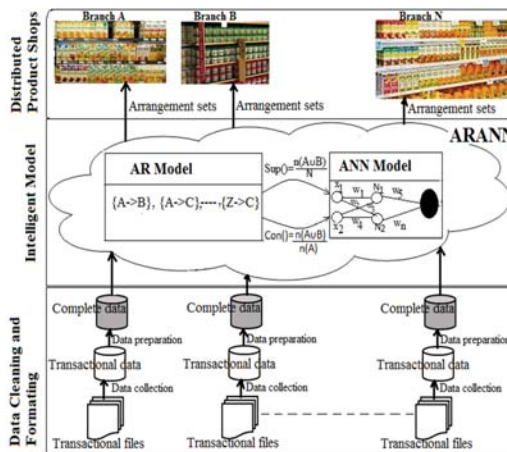 Distributed
Product Shops
Branch A
Branch B
Branch N
Arrangement sets
Arrangement sets
Arrangement sets
Intelligent Model
ARANN
AR Model
{A->B}, {A->C},----,{Z->C}
Sup()=n(A∪B)/N
Con()=n(A∪B)/n(A)
ANN Model
x1
w1
N1
w5
x2
w4
N2
wn
Data Cleaning and
Formating
Complete data
Complete data
Complete data
Data preparation
Data preparation
Data preparation
Transactional data
Transactional data
Transactional data
Data collection
Data collection
Data collection
Transactional files
Transactional files
Transactional files